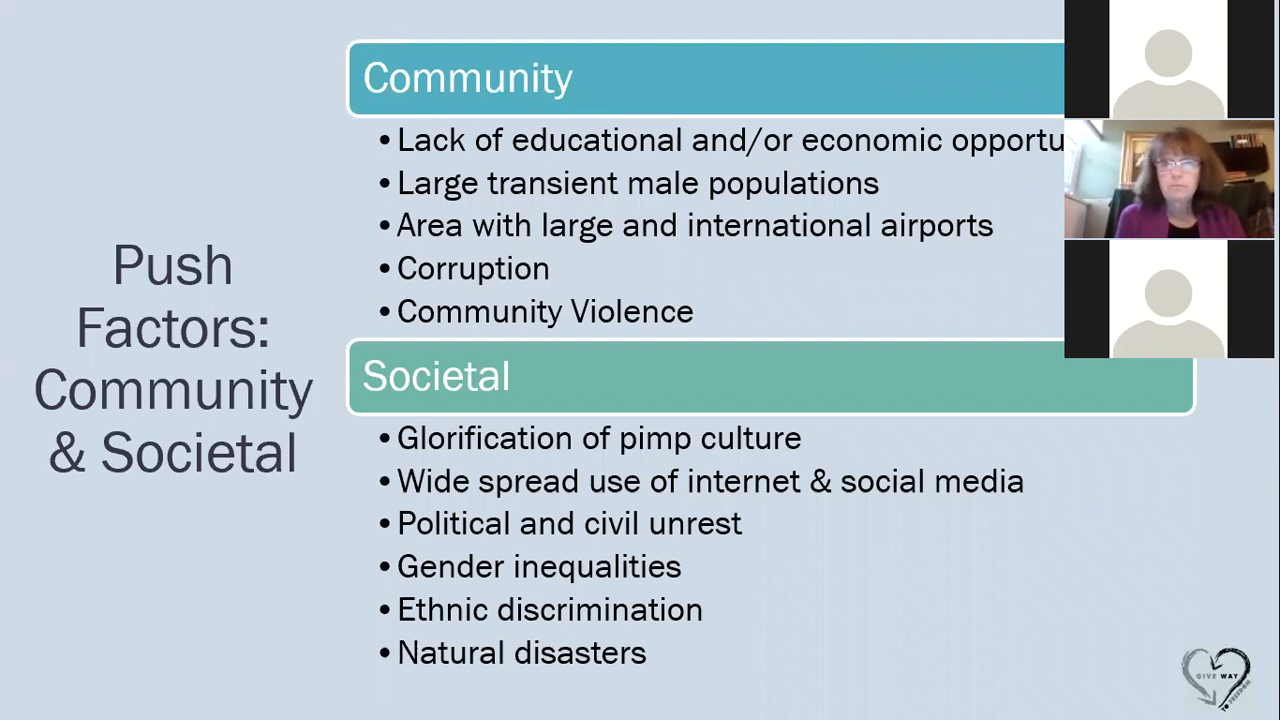 Push
Factors:
Community
& Societal
Community
• Lack of educational and/or economic opportu
• Large transient male populations
• Area with large and international airports
• Corruption
• Community Violence
Societal
• Glorification of pimp culture
• Wide spread use of internet & social media
• Political and civil unrest
• Gender inequalities
• Ethnic discrimination
• Natural disasters
GIVE WAY
TO FREEDOM